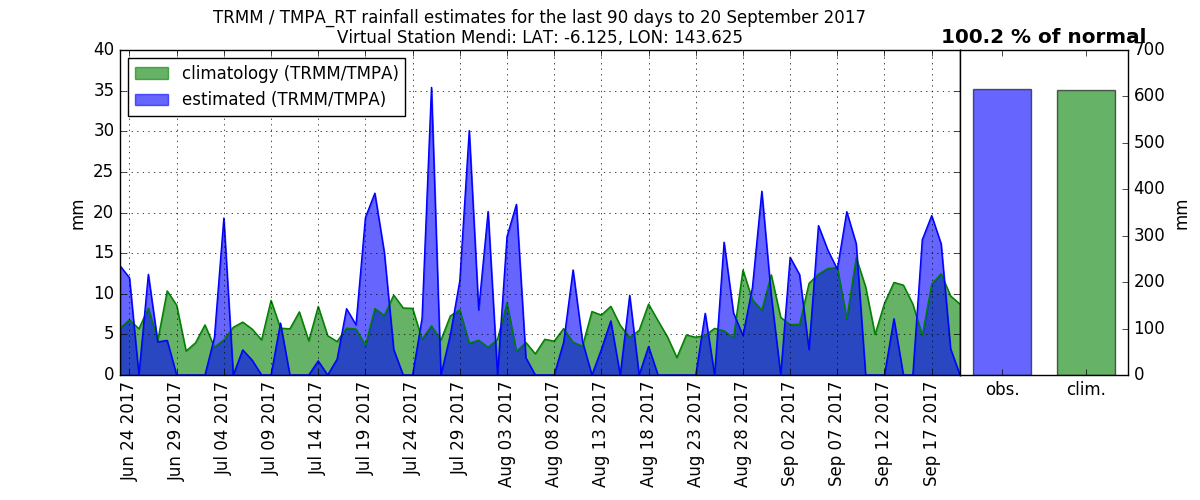 TRMM / TMPA_RT rainfall estimates for the last 90 days to 20 September 2017
Virtual Station Mendi: LAT: -6.125, LON: 143.625
100.2 % of normal
climatology (TRMM/TMPA)
estimated (TRMM/TMPA)
mm
40
35
30
25
20
15
10
5
0
Jun 24 2017
Jun 29 2017
Jul 04 2017
Jul 09 2017
Jul 14 2017
Jul 19 2017
Jul 24 2017
Jul 29 2017
Aug 03 2017
Aug 08 2017
Aug 13 2017
Aug 18 2017
Aug 23 2017
Aug 28 2017
Sep 02 2017
Sep 07 2017
Sep 12 2017
Sep 17 2017
obs.
clim.
700
600
500
400
300
200
100
0
mm